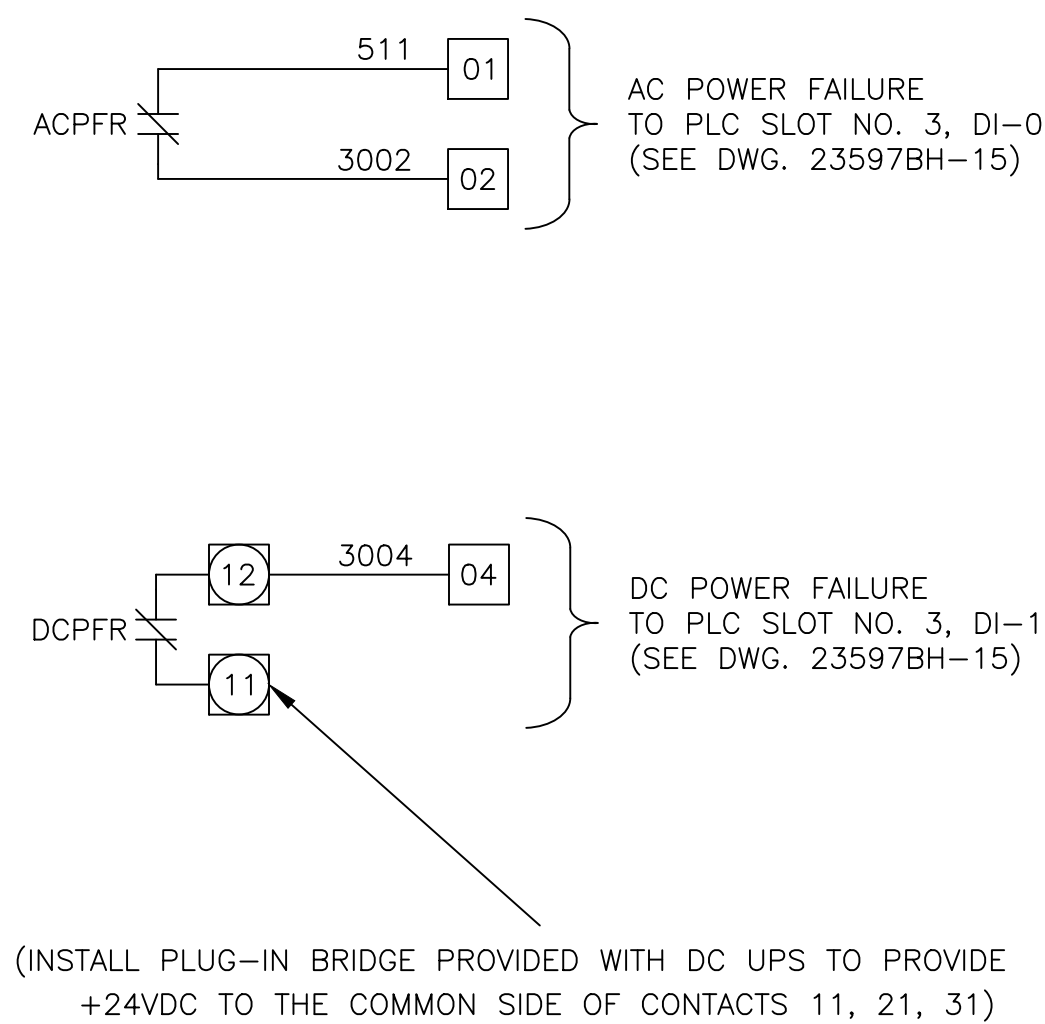 511
01
ACPFR
3002
02
AC POWER FAILURE
TO PLC SLOT NO. 3, DI-0
(SEE DWG. 23597BH-15)
12
3004
04
DCPFR
11
DC POWER FAILURE
TO PLC SLOT NO. 3, DI-1
(SEE DWG. 23597BH-15)
(INSTALL PLUG-IN BRIDGE PROVIDED WITH DC UPS TO PROVIDE
+24VDC TO THE COMMON SIDE OF CONTACTS 11, 21, 31)